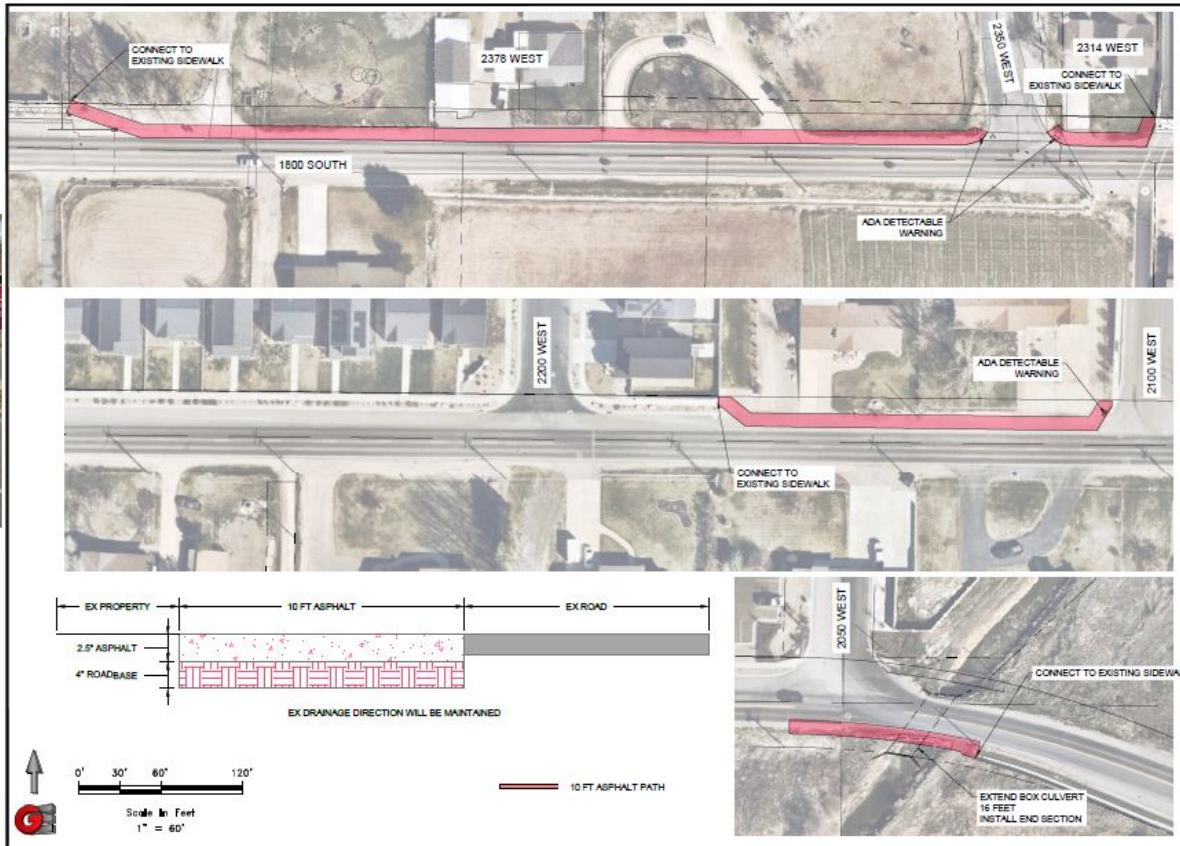 CONNECT TO
EXISTING SIDEWALK
2378 WEST
2350 WEST
2314 WEST
CONNECT TO
EXISTING SIDEWALK
1800 SOUTH
ADA DETECTABLE
WARNING
2200 WEST
ADA DETECTABLE
WARNING
2100 WEST
CONNECT TO
EXISTING SIDEWALK
EX PROPERTY
10 FT ASPHALT
EX ROAD
2.5" ASPHALT
4" ROADBASE
EX DRAINAGE DIRECTION WILL BE MAINTAINED
2050 WEST
CONNECT TO EXISTING SIDEWA
EXTEND BOX CULVERT
16 FEET
INSTALL END SECTION
0' 30' 60' 120'
Scale in Feet
1" = 60'
10 FT ASPHALT PATH
G